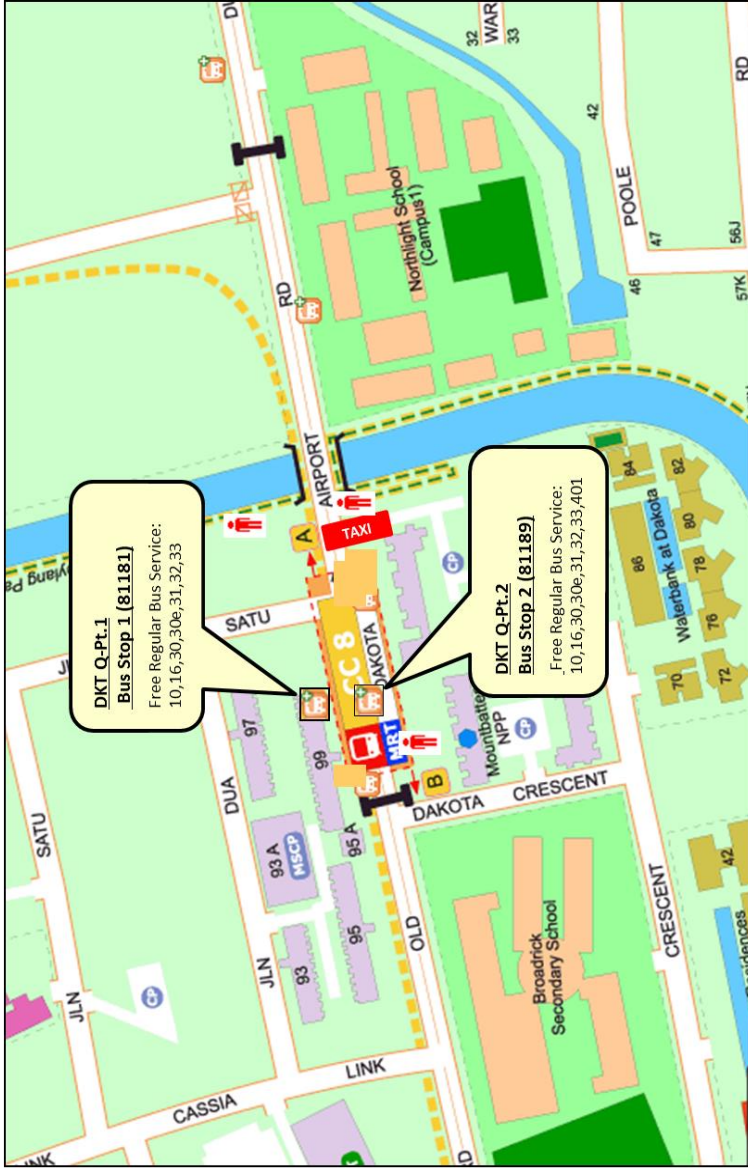 LINK
CASSIA
LINK
JLN
SATU
CP
JLN
DUA
93
93 A
MSCP
97
95
95 A
99
JLN
SATU
DKT Q-Pt.1
Bus Stop 1 (81181)
Free Regular Bus Service:
10,16,30,30e,31,32,33
RD
OLD
AIRPORT
RD
A
TAXI
CC 8
DAKOTA
MRT
B
DAKOTA
CRESCENT
Mountbatten
NPP
CP
CP
DKT Q-Pt.2
Bus Stop 2 (81189)
Free Regular Bus Service:
10,16,30,30e,31,32,33,401
Northlight School
(Campus1)
Broadrick
Secondary School
CRESCENT
42
70
72
76
78
80
82
84
86
Waterbank at Dakota
32
WAR
33
42
POOLE
47
46
56J
57K
RD